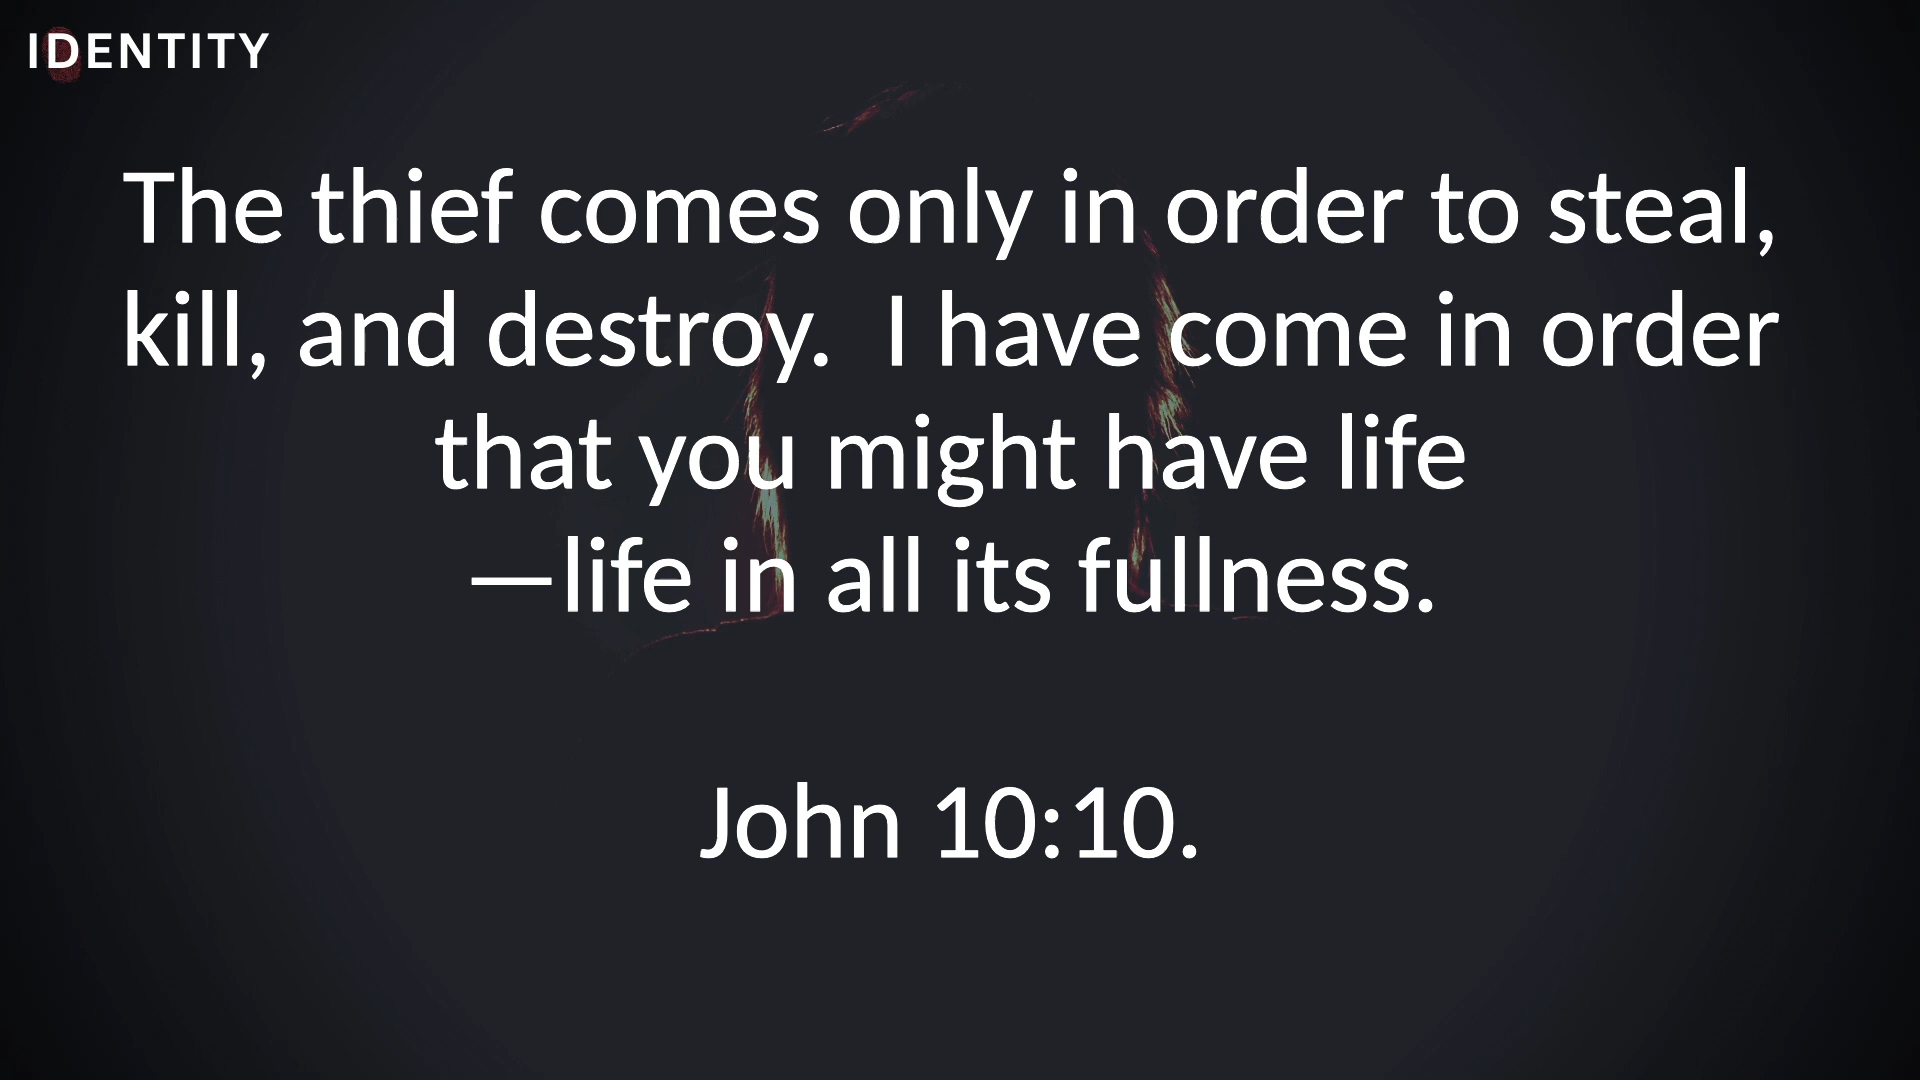 IDENTITY
The thief comes only in order to steal,
kill, and destroy.  I have come in order
that you might have life
—life in all its fullness.
John 10:10.